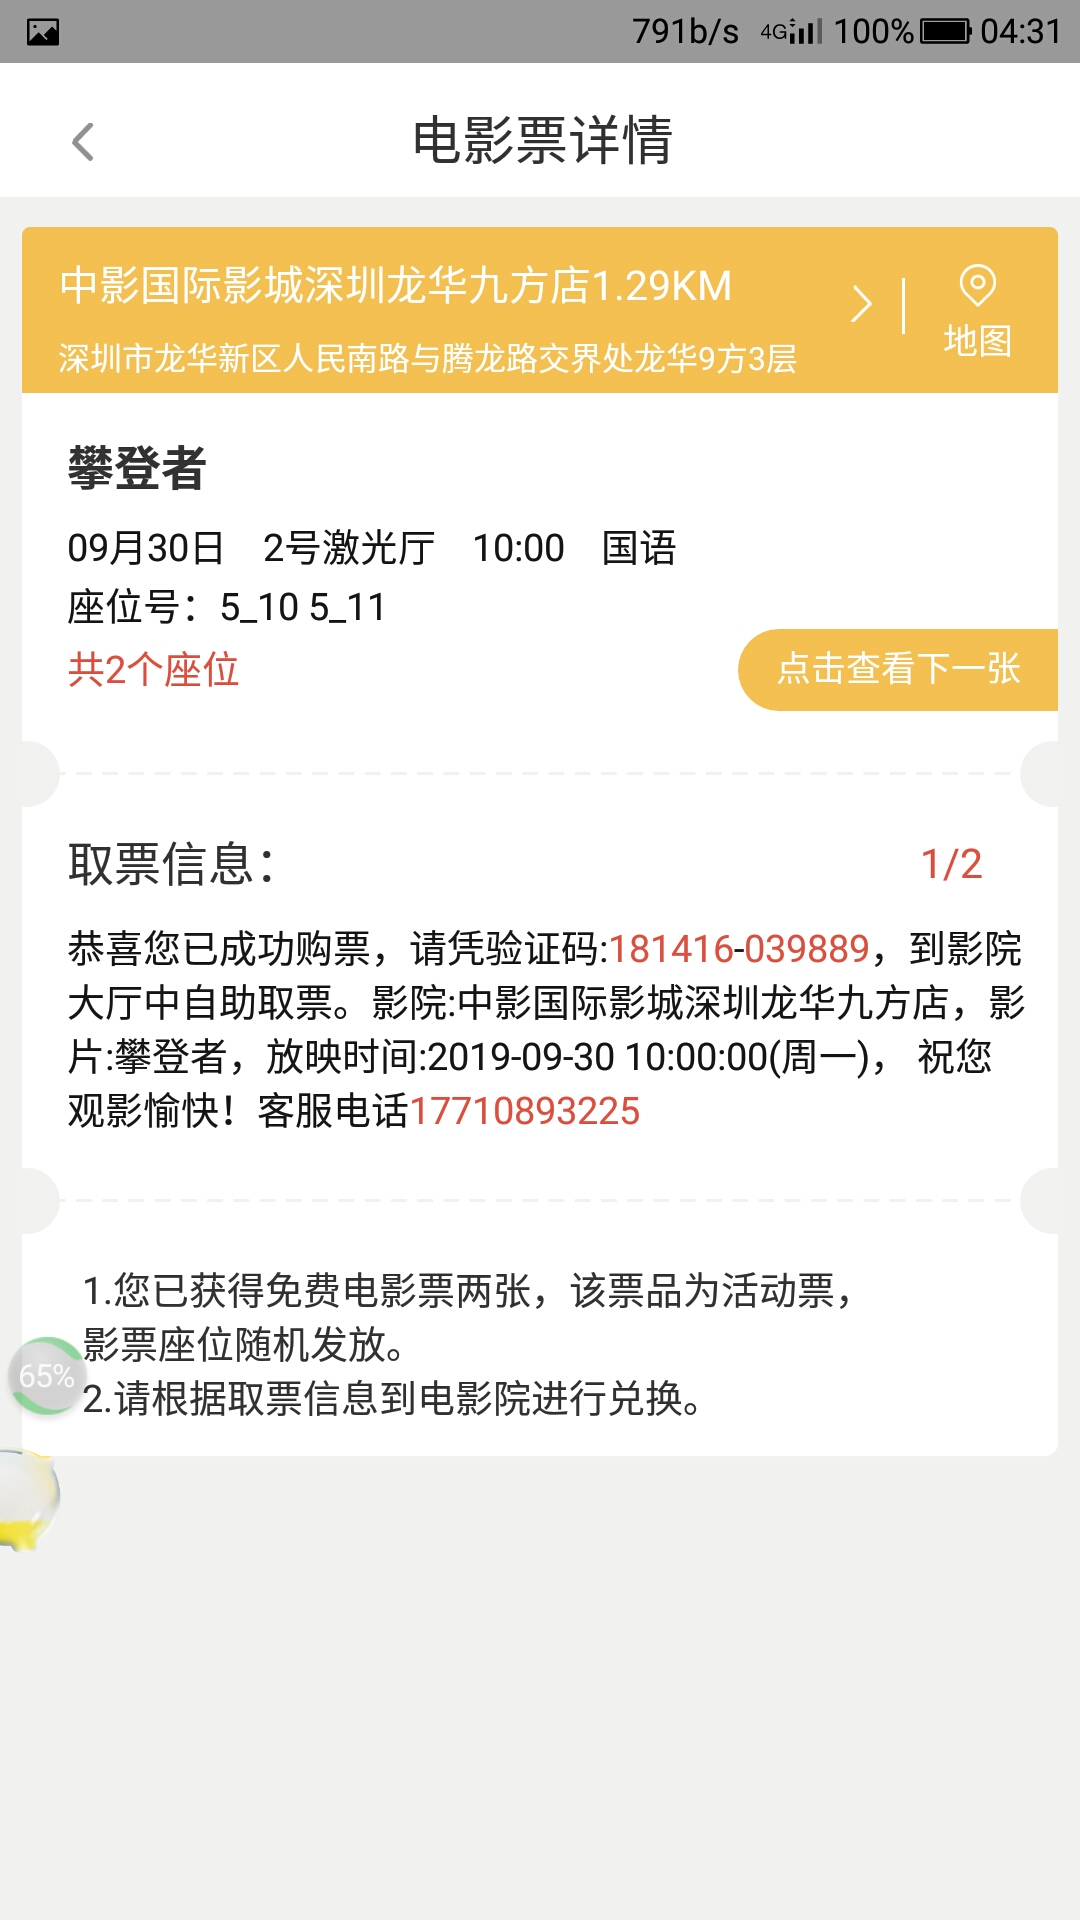 791b/s 4G 100% 04:31
电影票详情
中影国际影城深圳龙华九方店1.29KM
深圳市龙华新区人民南路与腾龙路交界处龙华9方3层
地图
攀登者
09月30日 2号激光厅 10:00 国语
座位号：5_10 5_11
共2个座位
点击查看下一张
取票信息：
1/2
恭喜您已成功购票，请凭验证码:181416-039889，到影院
大厅中自助取票。影院:中影国际影城深圳龙华九方店，影
片:攀登者，放映时间:2019-09-30 10:00:00(周一)， 祝您
观影愉快！客服电话17710893225
1.您已获得免费电影票两张，该票品为活动票，
影票座位随机发放。
65%
2.请根据取票信息到电影院进行兑换。